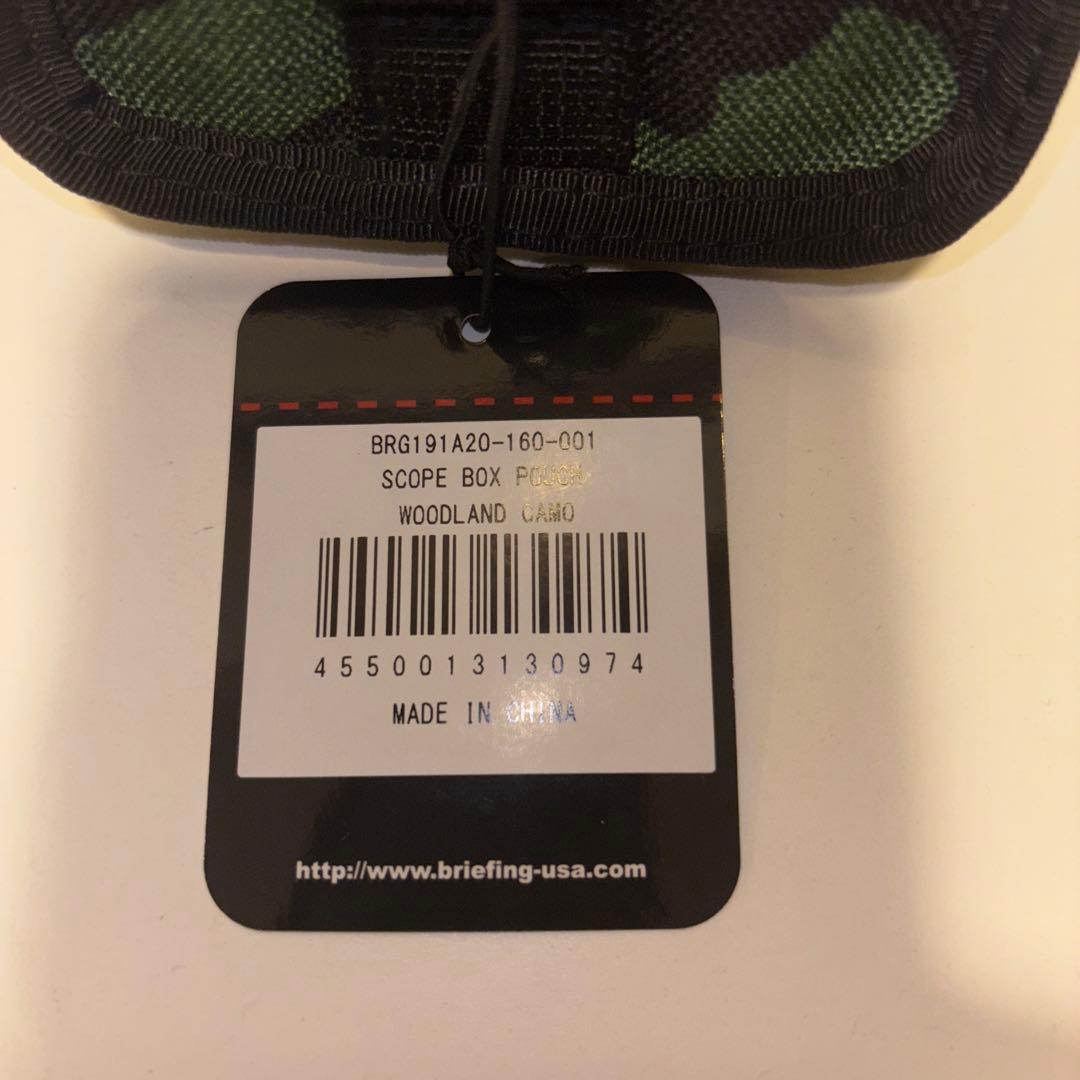 BRG191A20-160-001
SCOPE BOX POUCH
WOODLAND CAMO
4550013130974
MADE IN CHINA
http://www.briefing-usa.com